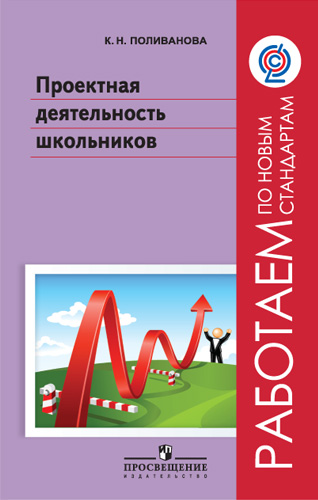 К. Н. ПОЛИВАНОВА
Проектная
деятельность
школьников
РАБОТАЕМ
ПО НОВЫМ
СТАНДАРТАМ
ПРОСВЕЩЕНИЕ
ИЗДАТЕЛЬСТВО